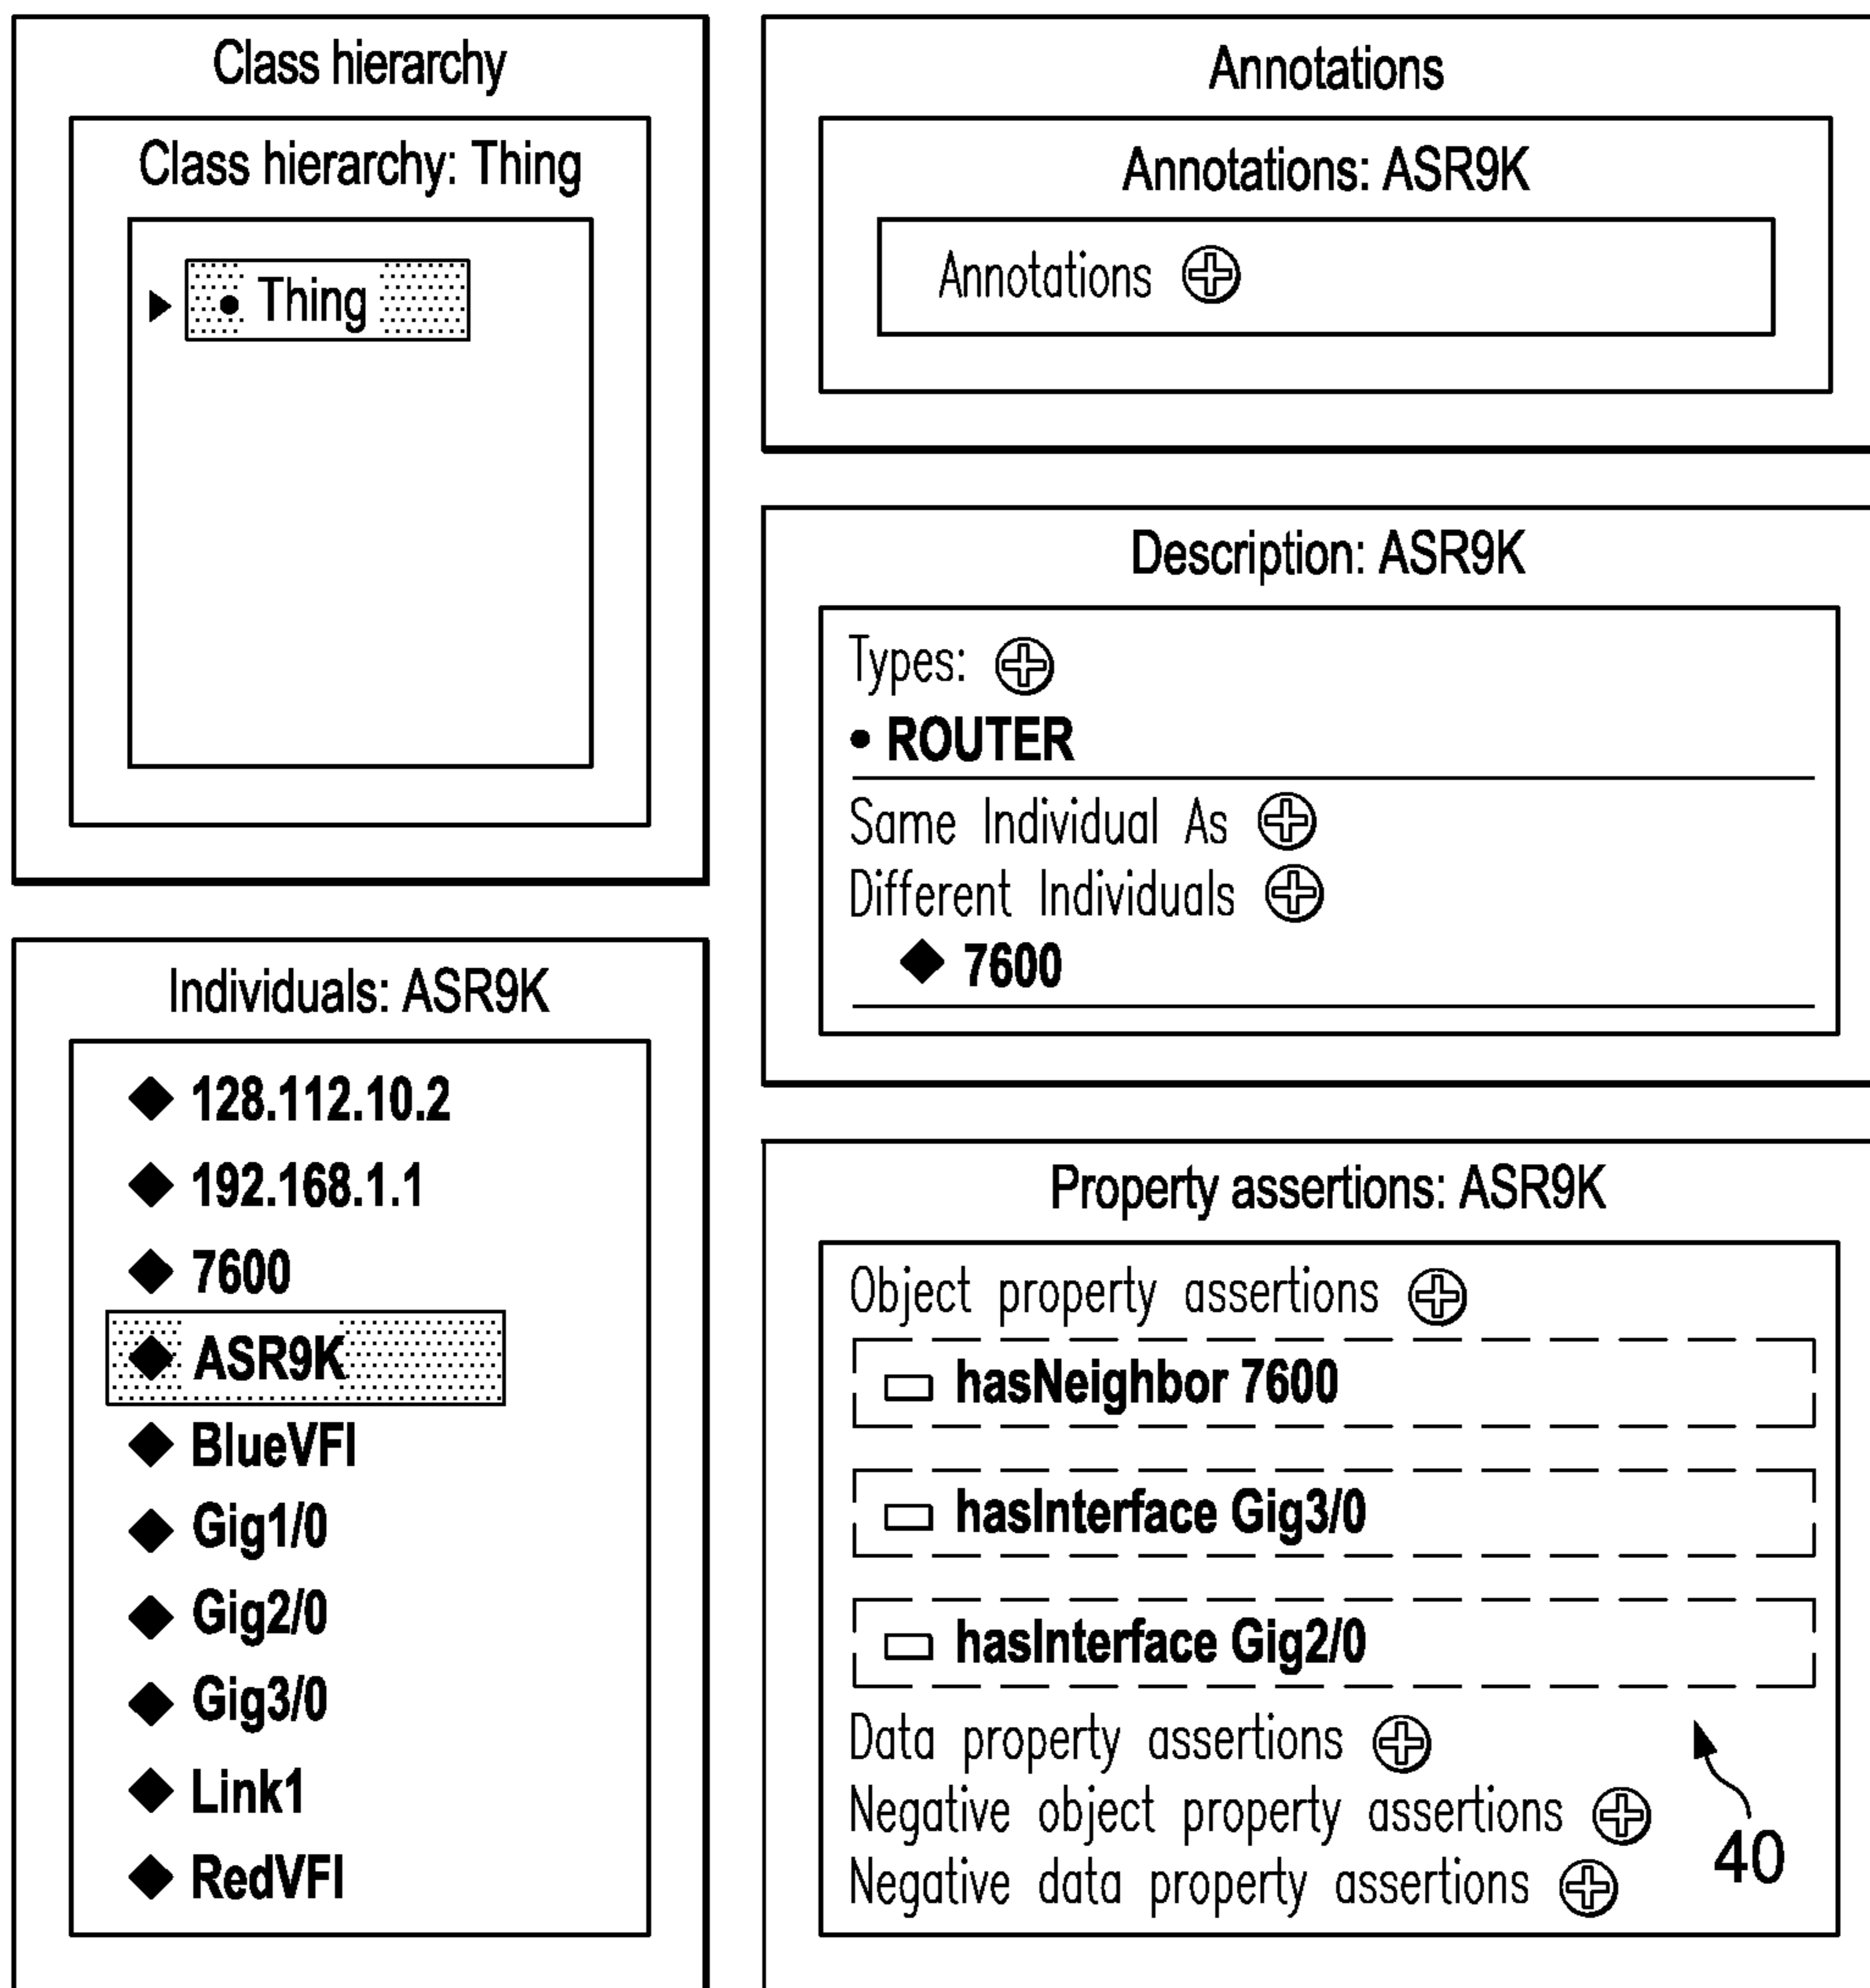 Class hierarchy
Class hierarchy: Thing
Thing
Individuals: ASR9K
128.112.10.2
192.168.1.1
7600
ASR9K
BlueVFI
Gig1/0
Gig2/0
Gig3/0
Link1
RedVFI
Annotations
Annotations: ASR9K
Annotations
Description: ASR9K
Types:
• ROUTER
Same Individual As
Different Individuals
7600
Property assertions: ASR9K
Object property assertions
hasNeighbor 7600
hasInterface Gig3/0
hasInterface Gig2/0
Data property assertions
Negative object property assertions
Negative data property assertions
40